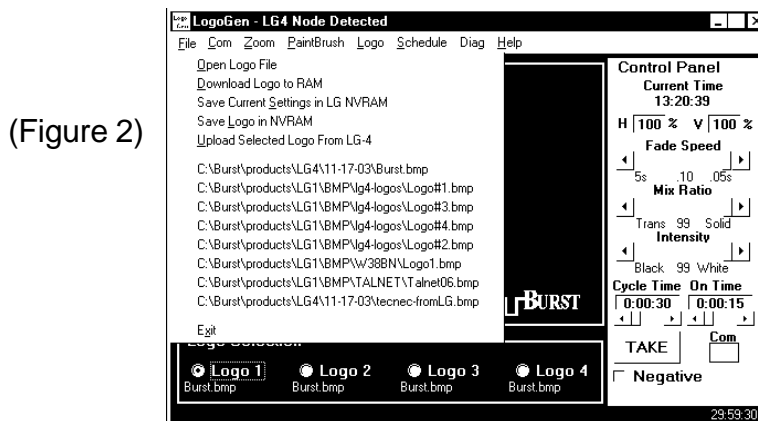 (Figure 2)
Logo Gen LogoGen - LG4 Node Detected
File Com Zoom PaintBrush Logo Schedule Diag Help
Open Logo File
Download Logo to RAM
Save Current Settings in LG NVRAM
Save Logo in NVRAM
Upload Selected Logo From LG-4
C:\Burst\products\LG4\11-17-03\Burst.bmp
C:\Burst\products\LG1\BMP\lg4-logos\Logo#1.bmp
C:\Burst\products\LG1\BMP\lg4-logos\Logo#3.bmp
C:\Burst\products\LG1\BMP\lg4-logos\Logo#4.bmp
C:\Burst\products\LG1\BMP\lg4-logos\Logo#2.bmp
C:\Burst\products\LG1\BMP\W38BN\Logo1.bmp
C:\Burst\products\LG1\BMP\TALNET\Talnet06.bmp
C:\Burst\products\LG4\11-17-03\tecnec-fromLG.bmp
Exit
BURST
Logo Selection
Logo 1 Logo 2 Logo 3 Logo 4
Burst.bmp Burst.bmp Burst.bmp Burst.bmp
Control Panel
Current Time
13:20:39
H 100 % V 100 %
Fade Speed
5s .10 .05s
Mix Ratio
Trans 99 Solid
Intensity
Black 99 White
Cycle Time On Time
0:00:30 0:00:15
TAKE Com
Negative
29:59:30